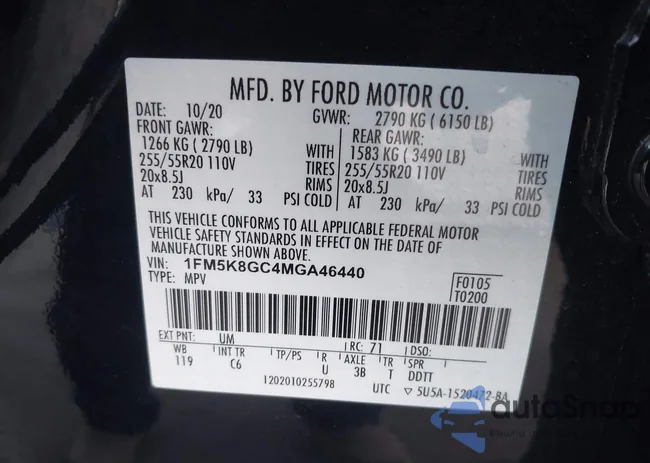 MFD. BY FORD MOTOR CO.
DATE: 10/20 GVWR: 2790 KG ( 6150 LB)
FRONT GAWR: REAR GAWR:
1266 KG ( 2790 LB) WITH 1583 KG ( 3490 LB) WITH
255/55R20 110V TIRES 255/55R20 110V TIRES
20x8.5J RIMS 20x8.5J RIMS
AT 230 kPa/ 33 PSI COLD AT 230 kPa/ 33 PSI COLD
THIS VEHICLE CONFORMS TO ALL APPLICABLE FEDERAL MOTOR
VEHICLE SAFETY STANDARDS IN EFFECT ON THE DATE OF
MANUFACTURE SHOWN ABOVE.
VIN: 1FM5K8GC4MGA46440
TYPE: MPV
F0105
T0200
EXT PNT: UM RC: 71 DSO:
WB INT TR TP/PS R AXLE TR SPR
119 C6 U 3B T DDTT
1202010255798 UTC ▽ 5U5A-1520472-BA
autoSnap